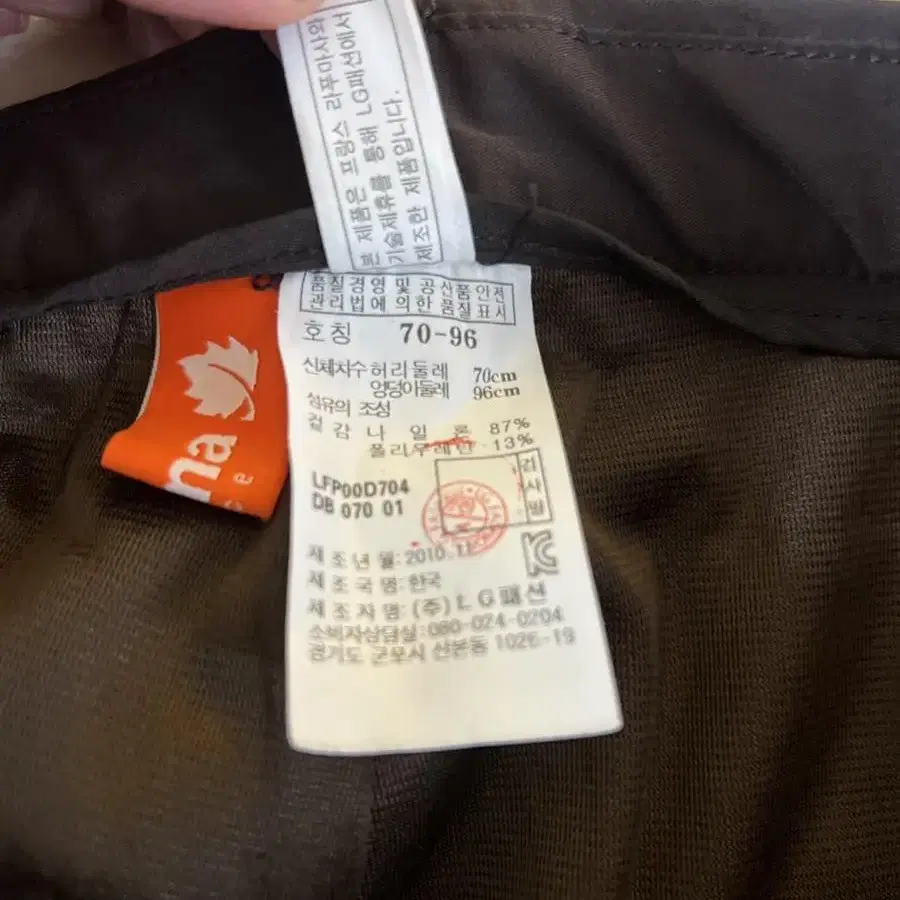 본 제품은 프랑스 라푸마사와
기술제휴를 통해 LG패션에서
제조한 제품입니다.
품질경영 및 공산품안전
관리법에 의한 품질표시
호칭 70-96
신체치수 허리둘레 70cm
엉덩이둘레 96cm
섬유의 조성
겉감 나일론 87%
폴리우레탄 13%
LFP00D704
DB 070 01
검사필
제조년월:2010.11
제조국명:한국
제조자명:(주)LG패션
소비자상담실:080-024-0204
경기도 군포시 산본동 1026-19
ma
ce